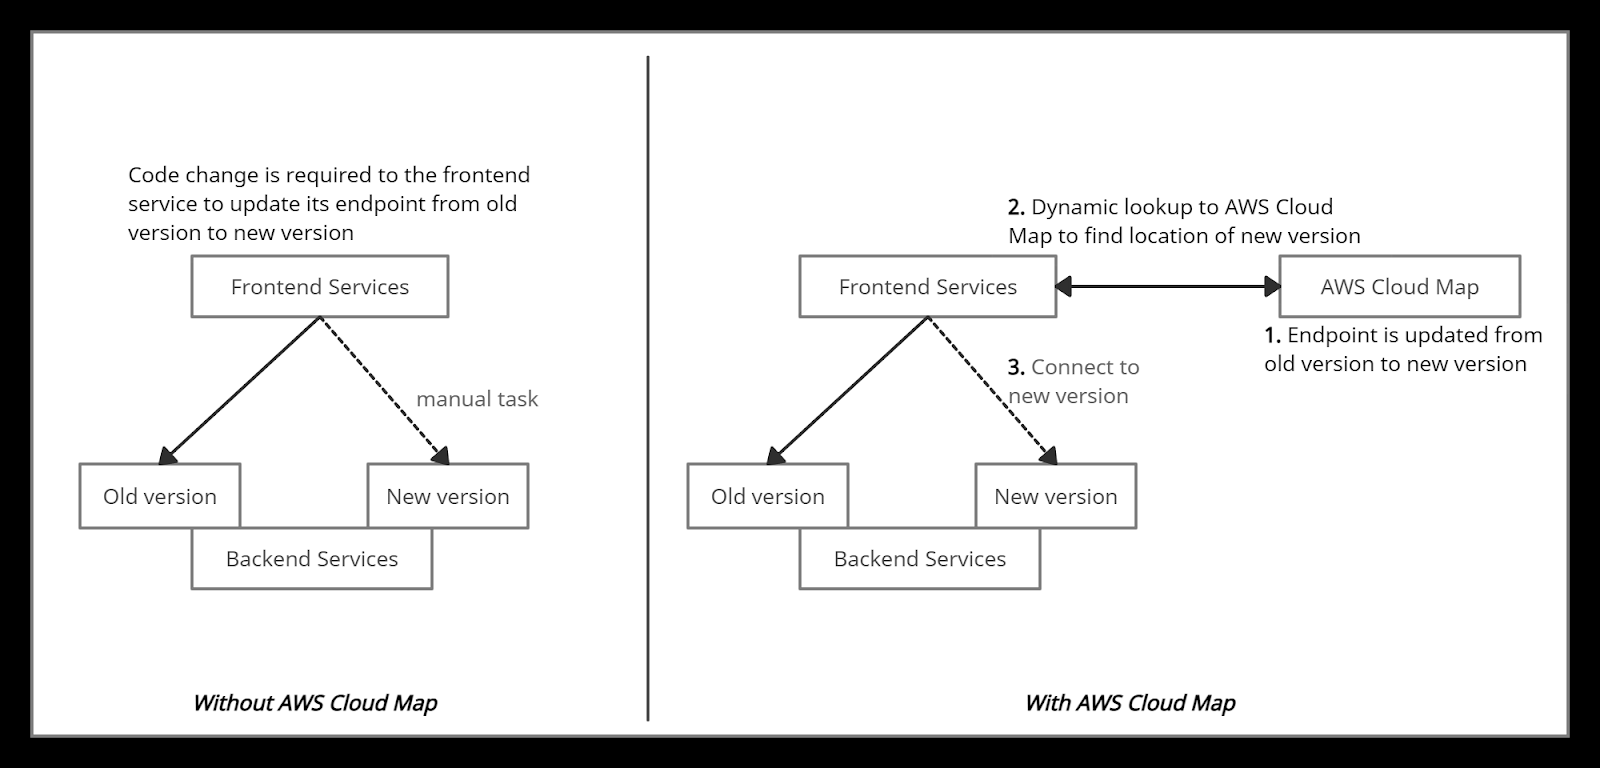 Code change is required to the frontend
service to update its endpoint from old
version to new version
Frontend Services
manual task
Old version
New version
Backend Services
Without AWS Cloud Map
2. Dynamic lookup to AWS Cloud
Map to find location of new version
Frontend Services
AWS Cloud Map
1. Endpoint is updated from
old version to new version
3. Connect to
new version
Old version
New version
Backend Services
With AWS Cloud Map